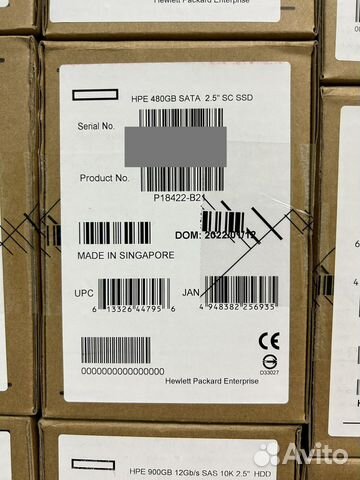 Hewlett Packard Enterprise
HPE 480GB SATA 2.5" SC SSD
Serial No.
Product No.
P18422-B21
DOM: 2022/01/12
MADE IN SINGAPORE
UPC
6 13326 44795 6
JAN
4 948382 256935
0000000000000000
CE
D33027
Hewlett Packard Enterprise
HPE 900GB 12Gb/s SAS 10K 2.5" HDD
Avito